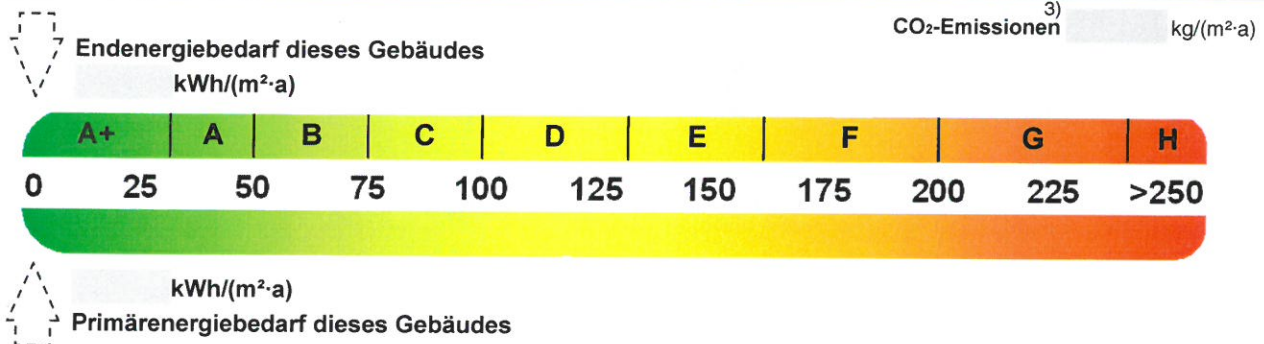 CO₂-Emissionen 3) kg/(m²·a)
Endenergiebedarf dieses Gebäudes
kWh/(m²·a)
A+ A B C D E F G H
0 25 50 75 100 125 150 175 200 225 >250
kWh/(m²·a)
Primärenergiebedarf dieses Gebäudes